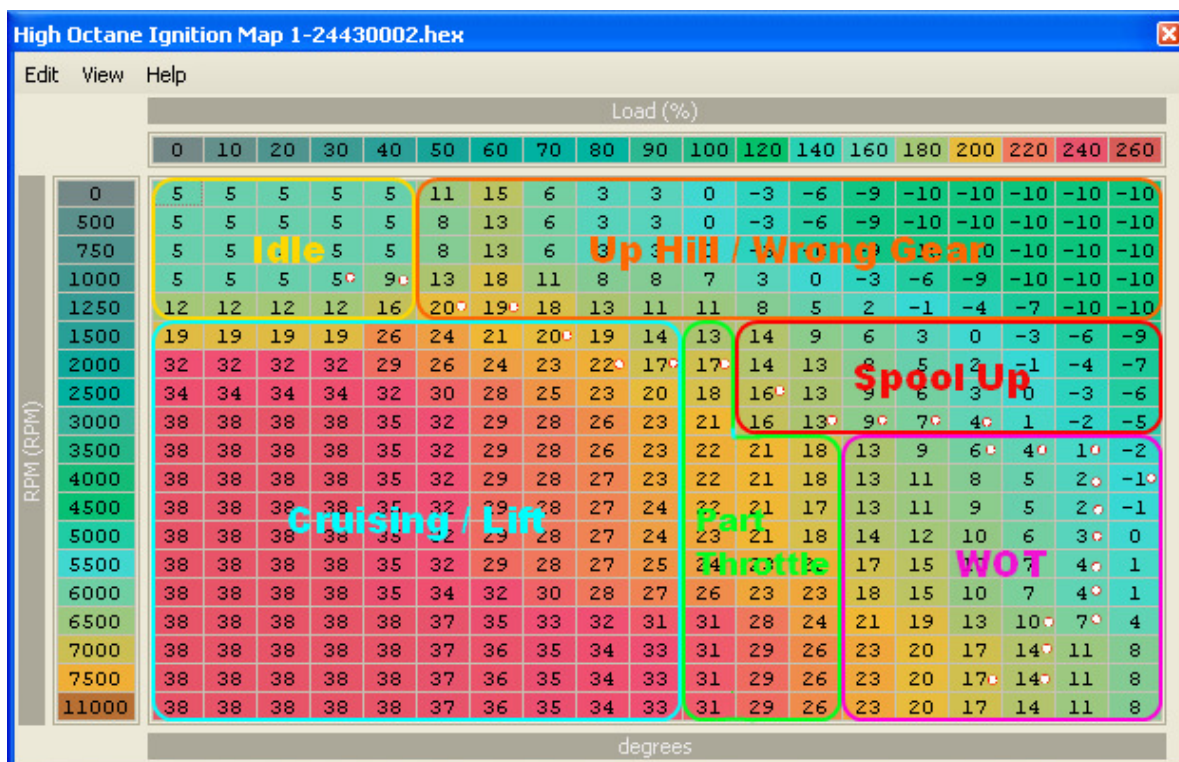 High Octane Ignition Map 1-24430002.hex
Edit View Help
Load (%)
0 10 20 30 40 50 60 70 80 90 100 120 140 160 180 200 220 240 260
RPM (RPM)
0 5 5 5 5 5 11 15 6 3 3 0 -3 -6 -9 -10 -10 -10 -10 -10
500 5 5 5 5 5 8 13 6 3 3 0 -3 -6 -9 -10 -10 -10 -10 -10
750 5 5 5 5 8 13 6 3 -10 -10 -10 -10
Idle
Up Hill / Wrong Gear
1000 5 5 5 5 9 13 18 11 8 8 7 3 0 -3 -6 -9 -10 -10 -10
1250 12 12 12 12 16 20 19 18 13 11 11 8 5 2 -1 -4 -7 -10 -10
1500 19 19 19 19 26 24 21 20 19 14 13 14 9 6 3 0 -3 -6 -9
2000 32 32 32 32 29 26 24 23 22 17 17 14 13 8 5 2 -1 -4 -7
Spool Up
2500 34 34 34 34 32 30 28 25 23 20 18 16 13 9 6 3 0 -3 -6
3000 38 38 38 38 35 32 29 28 26 23 21 16 13 9 7 4 1 -2 -5
3500 38 38 38 38 35 32 29 28 26 23 22 21 18 13 9 6 4 1 -2
4000 38 38 38 38 35 32 29 28 27 23 22 21 18 13 11 8 5 2 -1
4500 38 38 38 38 35 32 29 28 27 24 22 21 17 13 11 9 5 2 -1
Cruising / Lift
Part
5000 38 38 38 38 35 32 29 28 27 24 23 21 18 14 12 10 6 3 0
5500 38 38 38 38 35 32 29 28 27 25 24 23 17 15 7 4 1
Throttle
WOT
6000 38 38 38 38 35 34 32 30 28 27 26 23 23 18 15 10 7 4 1
6500 38 38 38 38 38 37 35 33 32 31 31 28 24 21 19 13 10 7 4
7000 38 38 38 38 38 37 36 35 34 33 31 29 26 23 20 17 14 11 8
7500 38 38 38 38 38 37 36 35 34 33 31 29 26 23 20 17 14 11 8
11000 38 38 38 38 38 37 36 35 34 33 31 29 26 23 20 17 14 11 8
degrees